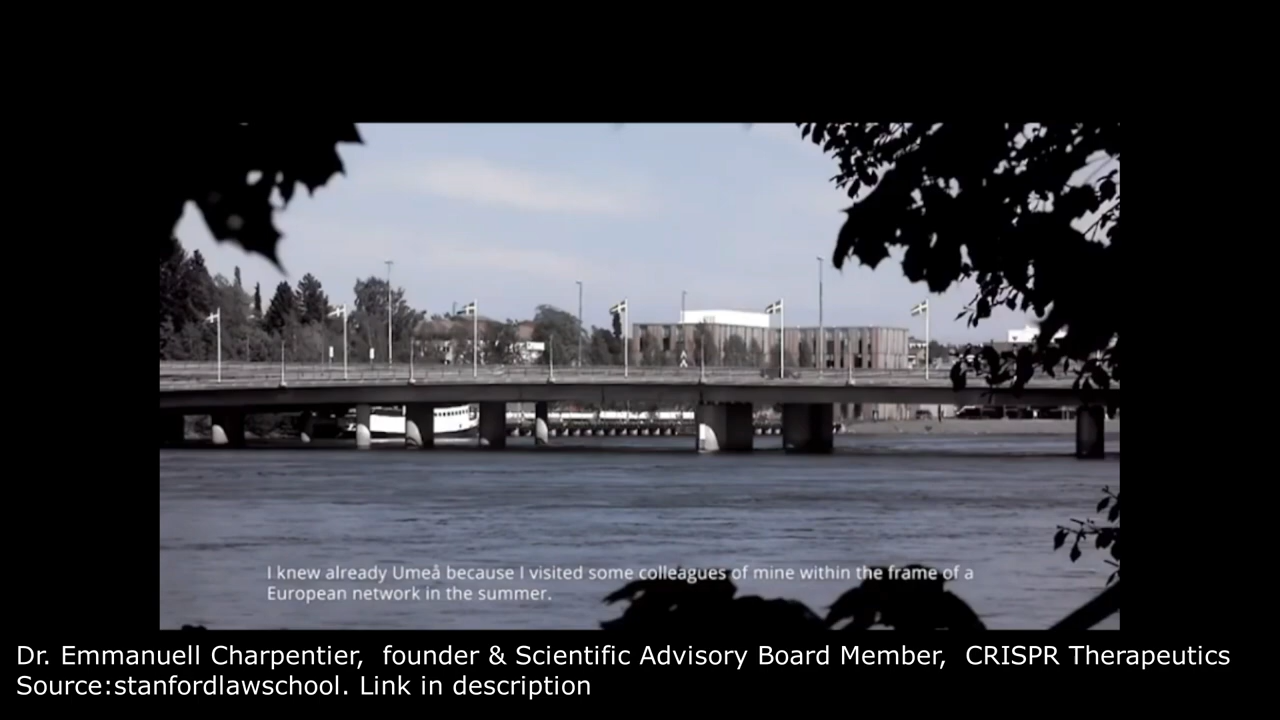 I knew already Umeå because I visited some colleagues of mine within the frame of a
European network in the summer.
Dr. Emmanuell Charpentier,  founder & Scientific Advisory Board Member,  CRISPR Therapeutics
Source:stanfordlawschool. Link in description